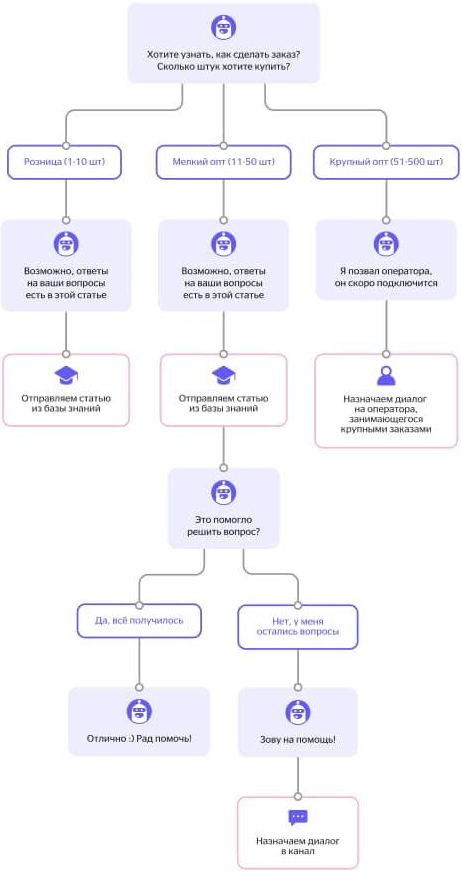 Хотите узнать, как сделать заказ?
Сколько штук хотите купить?
Розница (1-10 шт)
Мелкий опт (11-50 шт)
Крупный опт (51-500 шт)
Возможно, ответы
на ваши вопросы
есть в этой статье
Возможно, ответы
на ваши вопросы
есть в этой статье
Я позвал оператора,
он скоро подключится
Отправляем статью
из базы знаний
Отправляем статью
из базы знаний
Назначаем диалог
на оператора,
занимающегося
крупными заказами
Это помогло
решить вопрос?
Да, всё получилось
Нет, у меня
остались вопросы
Отлично :) Рад помочь!
Зову на помощь!
Назначаем диалог
в канал